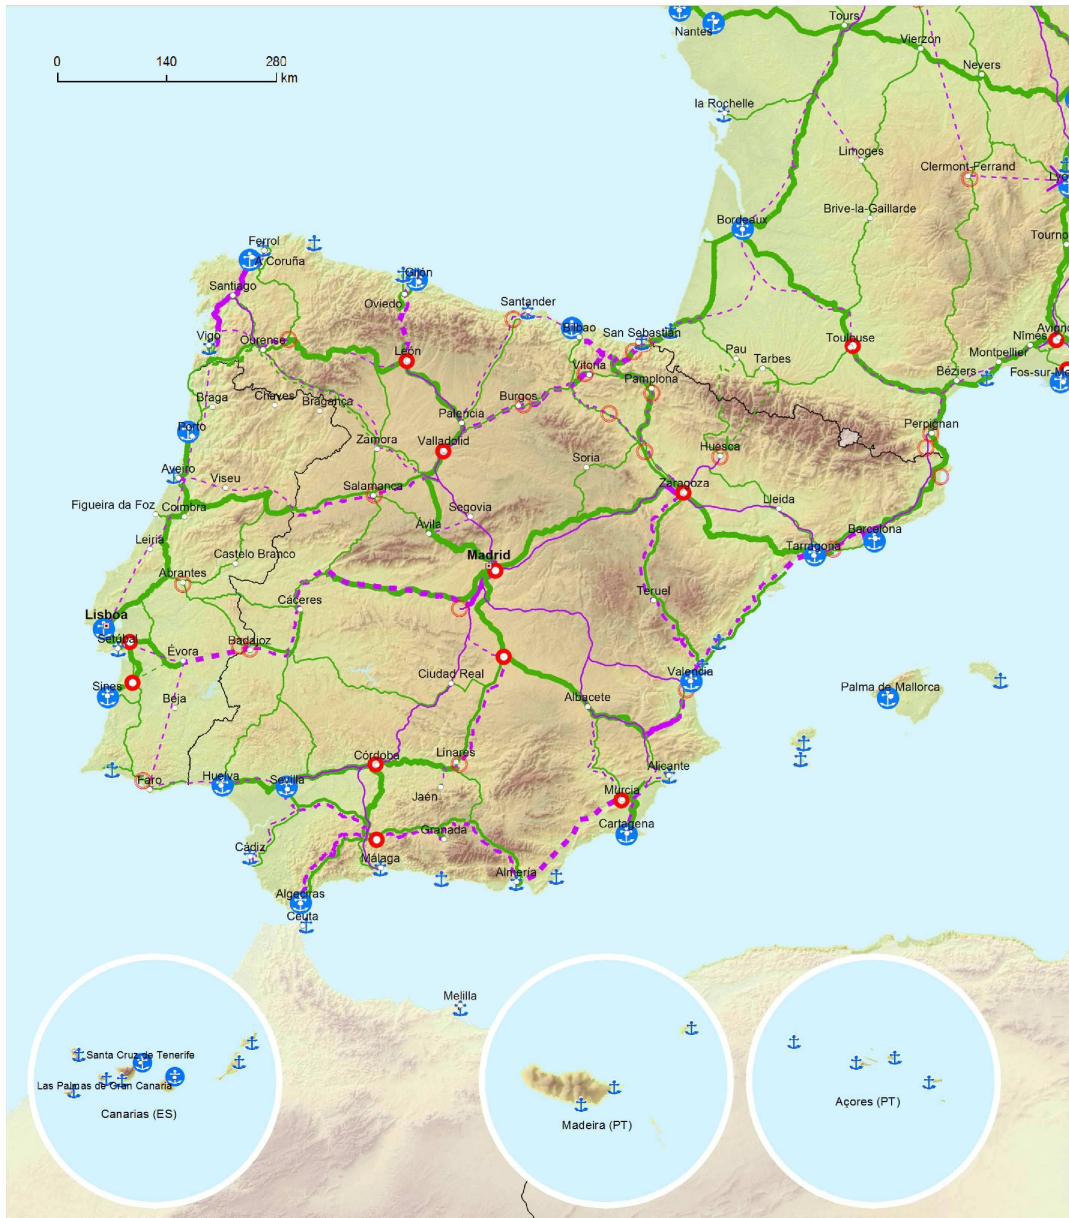 Tours
Nantes
Vierzon
Nevers
0 140 280
km
la Rochelle
Limoges
Clermont-Ferrand
Brive-la-Gaillarde
Bordeaux
Ferrol
A Coruña
Gijón
Santiago
Oviedo
Santander
Bilbao
San Sebastián
Vigo
Ourense
León
Vitoria
Toulouse
Nîmes
Montpellier
Pau
Tarbes
Béziers
Pamplona
Braga
Chaves
Bragança
Burgos
Palencia
Perpignan
Porto
Zamora
Valladolid
Huesca
Aveiro
Viseu
Soria
Salamanca
Zaragoza
Lleida
Figueira da Foz
Coimbra
Segovia
Ávila
Barcelona
Leiria
Tarragona
Castelo Branco
Madrid
Abrantes
Cáceres
Teruel
Lisboa
Setúbal
Évora
Badajoz
Ciudad Real
Valencia
Sines
Beja
Albacete
Palma de Mallorca
Córdoba
Linares
Alicante
Faro
Huelva
Sevilla
Jaén
Murcia
Granada
Cartagena
Cádiz
Málaga
Almería
Algeciras
Ceuta
Melilla
Santa Cruz de Tenerife
Las Palmas de Gran Canaria
Canarias (ES)
Madeira (PT)
Açores (PT)